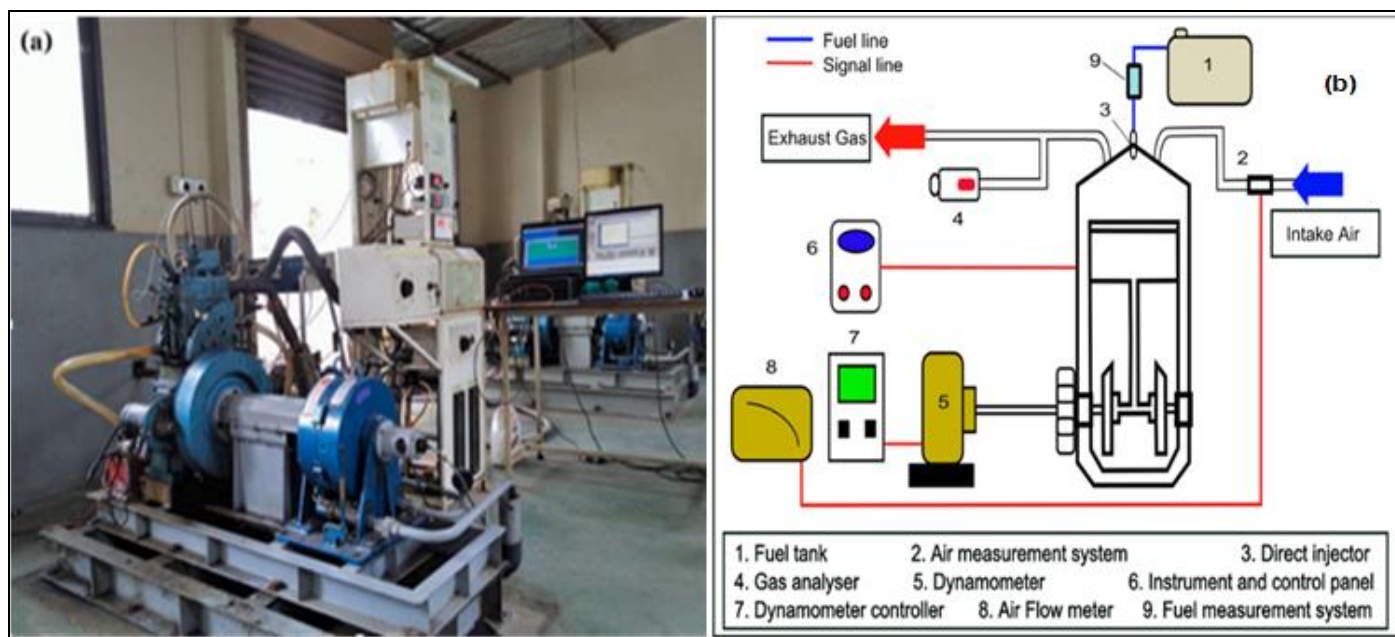 (a)
Fuel line
Signal line
(b)
1
9
3
Exhaust Gas
2
4
Intake Air
6
7
8
5
1. Fuel tank 2. Air measurement system 3. Direct injector
4. Gas analyser 5. Dynamometer 6. Instrument and control panel
7. Dynamometer controller 8. Air Flow meter 9. Fuel measurement system